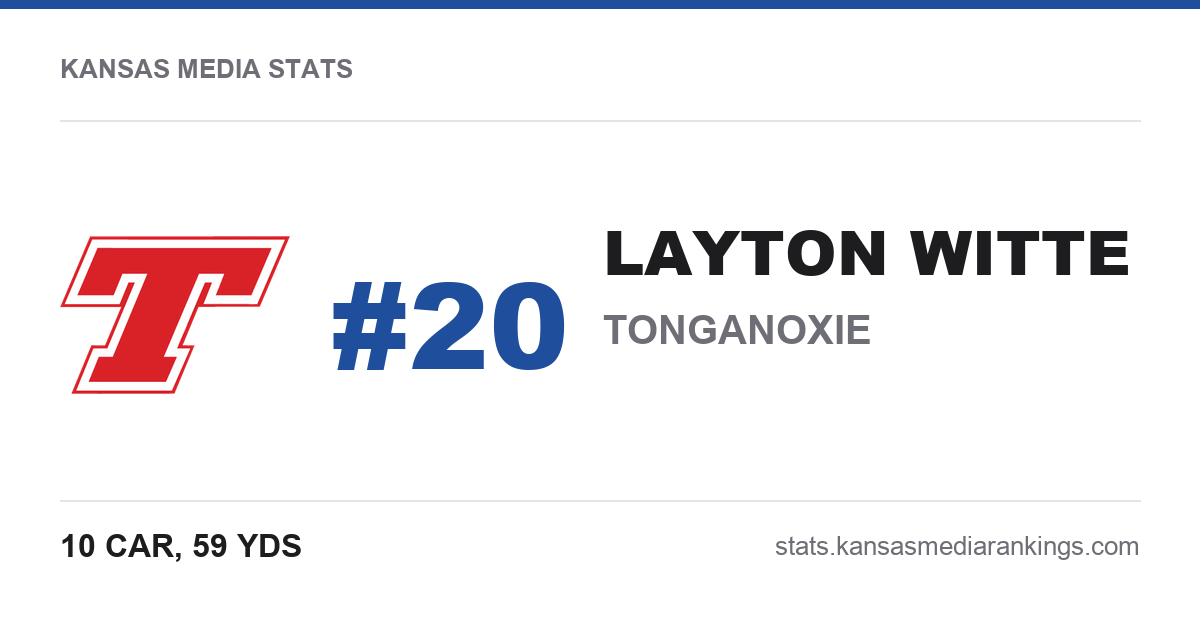 KANSAS MEDIA STATS
T
#20
LAYTON WITTE
TONGANOXIE
10 CAR, 59 YDS
stats.kansasmediarankings.com